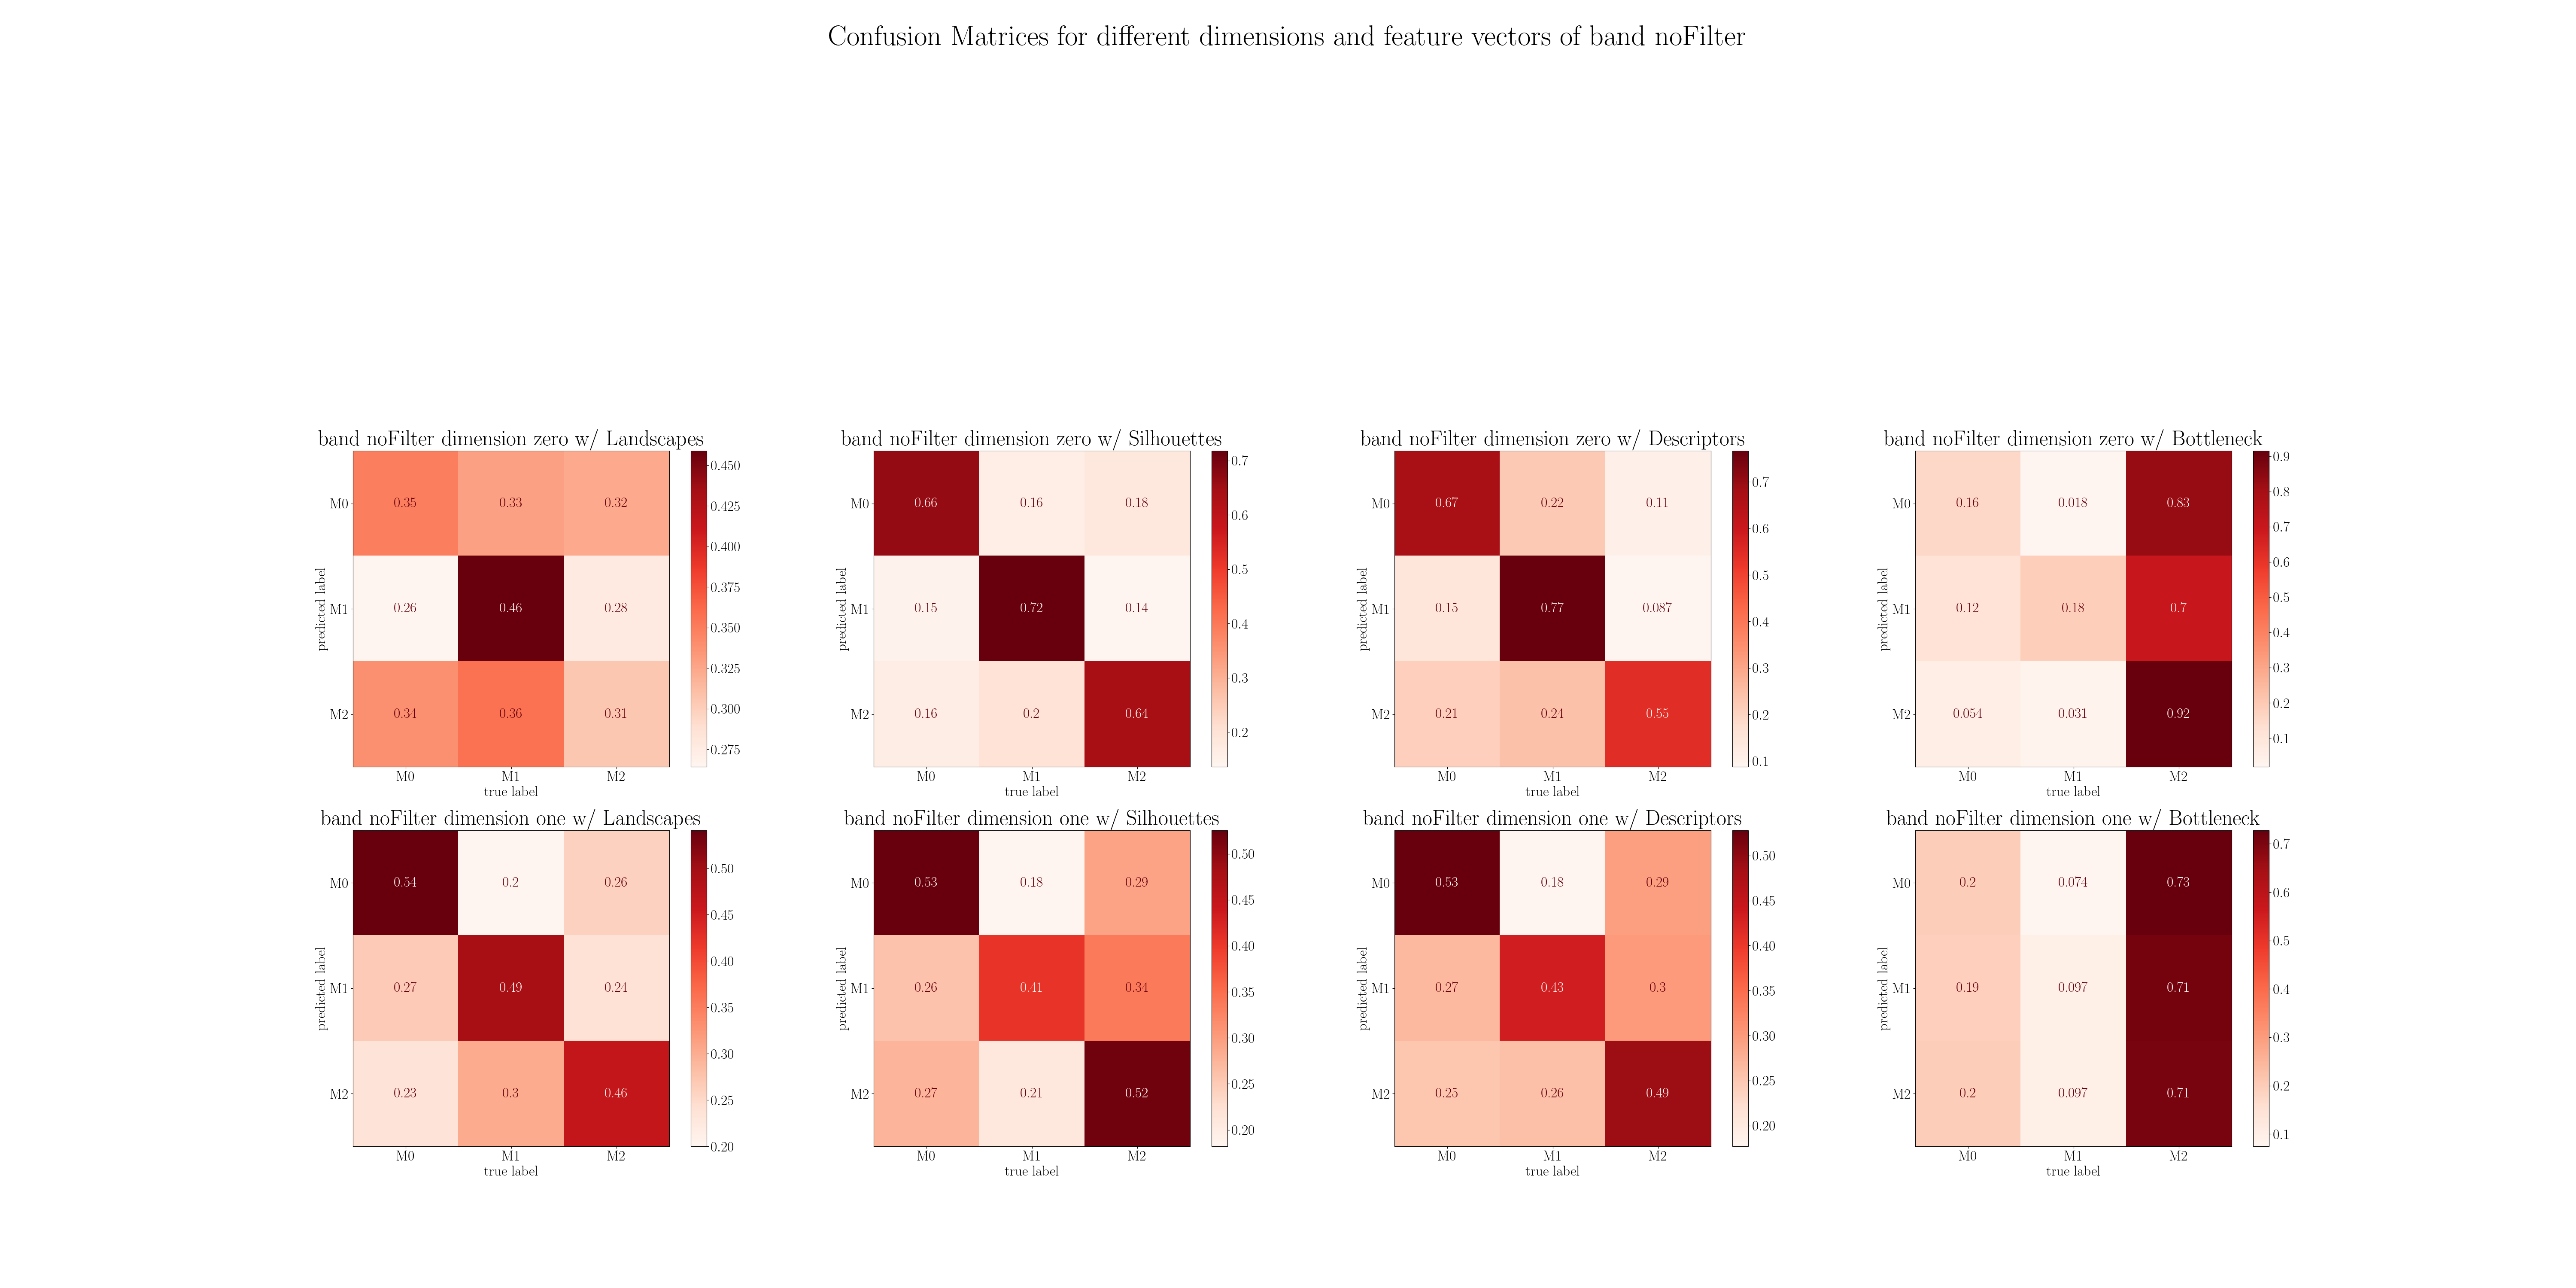 Confusion Matrices for different dimensions and feature vectors of band noFilter
band noFilter dimension zero w/ Landscapes
predicted label
M0 0.35 0.33 0.32
M1 0.26 0.46 0.28
M2 0.34 0.36 0.31
M0 M1 M2
true label
0.450
0.425
0.400
0.375
0.350
0.325
0.300
0.275
band noFilter dimension zero w/ Silhouettes
predicted label
M0 0.66 0.16 0.18
M1 0.15 0.72 0.14
M2 0.16 0.2 0.64
M0 M1 M2
true label
0.7
0.6
0.5
0.4
0.3
0.2
band noFilter dimension zero w/ Descriptors
predicted label
M0 0.67 0.22 0.11
M1 0.15 0.77 0.087
M2 0.21 0.24 0.55
M0 M1 M2
true label
0.7
0.6
0.5
0.4
0.3
0.2
0.1
band noFilter dimension zero w/ Bottleneck
predicted label
M0 0.16 0.018 0.83
M1 0.12 0.18 0.7
M2 0.054 0.031 0.92
M0 M1 M2
true label
0.9
0.8
0.7
0.6
0.5
0.4
0.3
0.2
0.1
band noFilter dimension one w/ Landscapes
predicted label
M0 0.54 0.2 0.26
M1 0.27 0.49 0.24
M2 0.23 0.3 0.46
M0 M1 M2
true label
0.50
0.45
0.40
0.35
0.30
0.25
0.20
band noFilter dimension one w/ Silhouettes
predicted label
M0 0.53 0.18 0.29
M1 0.26 0.41 0.34
M2 0.27 0.21 0.52
M0 M1 M2
true label
0.50
0.45
0.40
0.35
0.30
0.25
0.20
band noFilter dimension one w/ Descriptors
predicted label
M0 0.53 0.18 0.29
M1 0.27 0.43 0.3
M2 0.25 0.26 0.49
M0 M1 M2
true label
0.50
0.45
0.40
0.35
0.30
0.25
0.20
band noFilter dimension one w/ Bottleneck
predicted label
M0 0.2 0.074 0.73
M1 0.19 0.097 0.71
M2 0.2 0.097 0.71
M0 M1 M2
true label
0.7
0.6
0.5
0.4
0.3
0.2
0.1